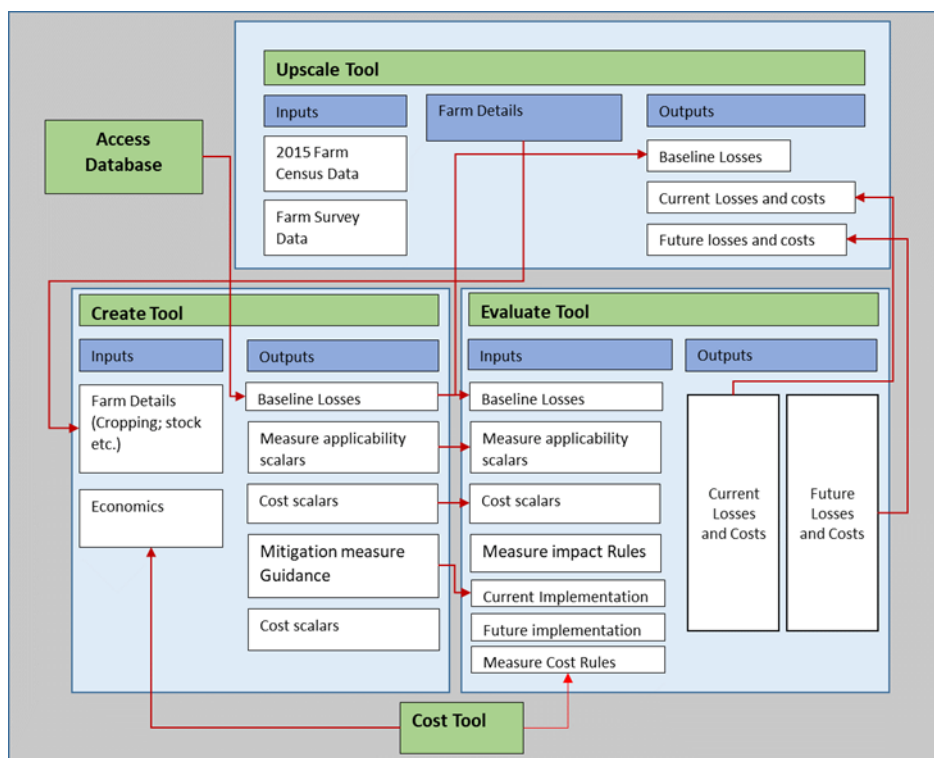 Upscale Tool
Inputs
Farm Details
Outputs
2015 Farm
Census Data
Farm Survey
Data
Baseline Losses
Current Losses and costs
Future losses and costs
Access
Database
Create Tool
Inputs
Outputs
Farm Details
(Cropping; stock
etc.)
Economics
Baseline Losses
Measure applicability
scalars
Cost scalars
Mitigation measure
Guidance
Cost scalars
Evaluate Tool
Inputs
Outputs
Baseline Losses
Measure applicability
scalars
Cost scalars
Measure impact Rules
Current Implementation
Future implementation
Measure Cost Rules
Current
Losses
and Costs
Future
Losses
and Costs
Cost Tool